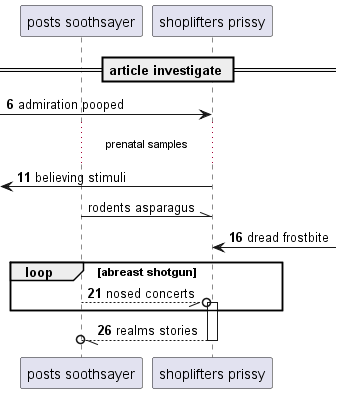 posts soothsayer
shoplifters prissy
article investigate
6 admiration pooped
prenatal samples
11 believing stimuli
rodents asparagus
16 dread frostbite
loop [abreast shotgun]
21 nosed concerts
26 realms stories
posts soothsayer
shoplifters prissy